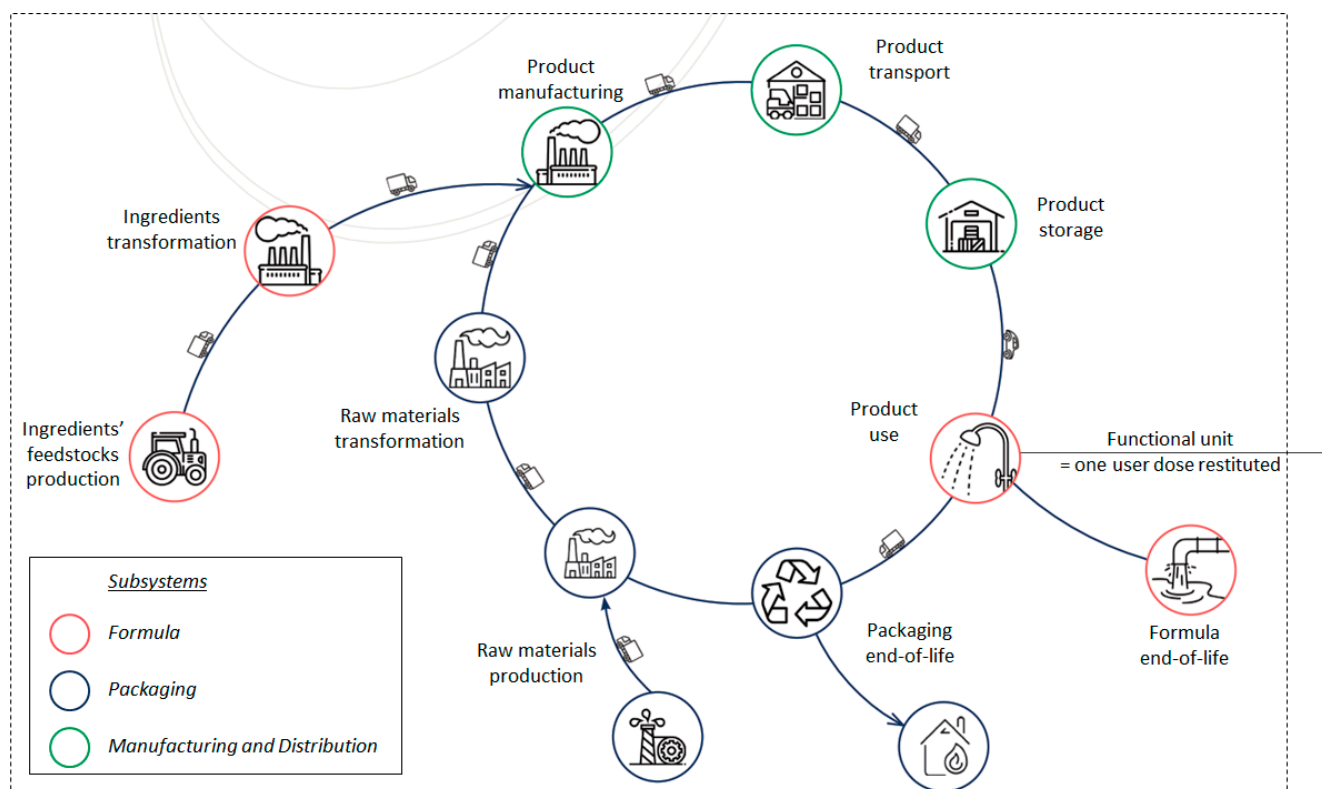 Product
transport
Product
manufacturing
Ingredients
transformation
Product
storage
Raw materials
transformation
Product
use
Ingredients’
feedstocks
production
Functional unit
= one user dose restituted
Subsystems
Formula
Packaging
Manufacturing and Distribution
Raw materials
production
Packaging
end-of-life
Formula
end-of-life